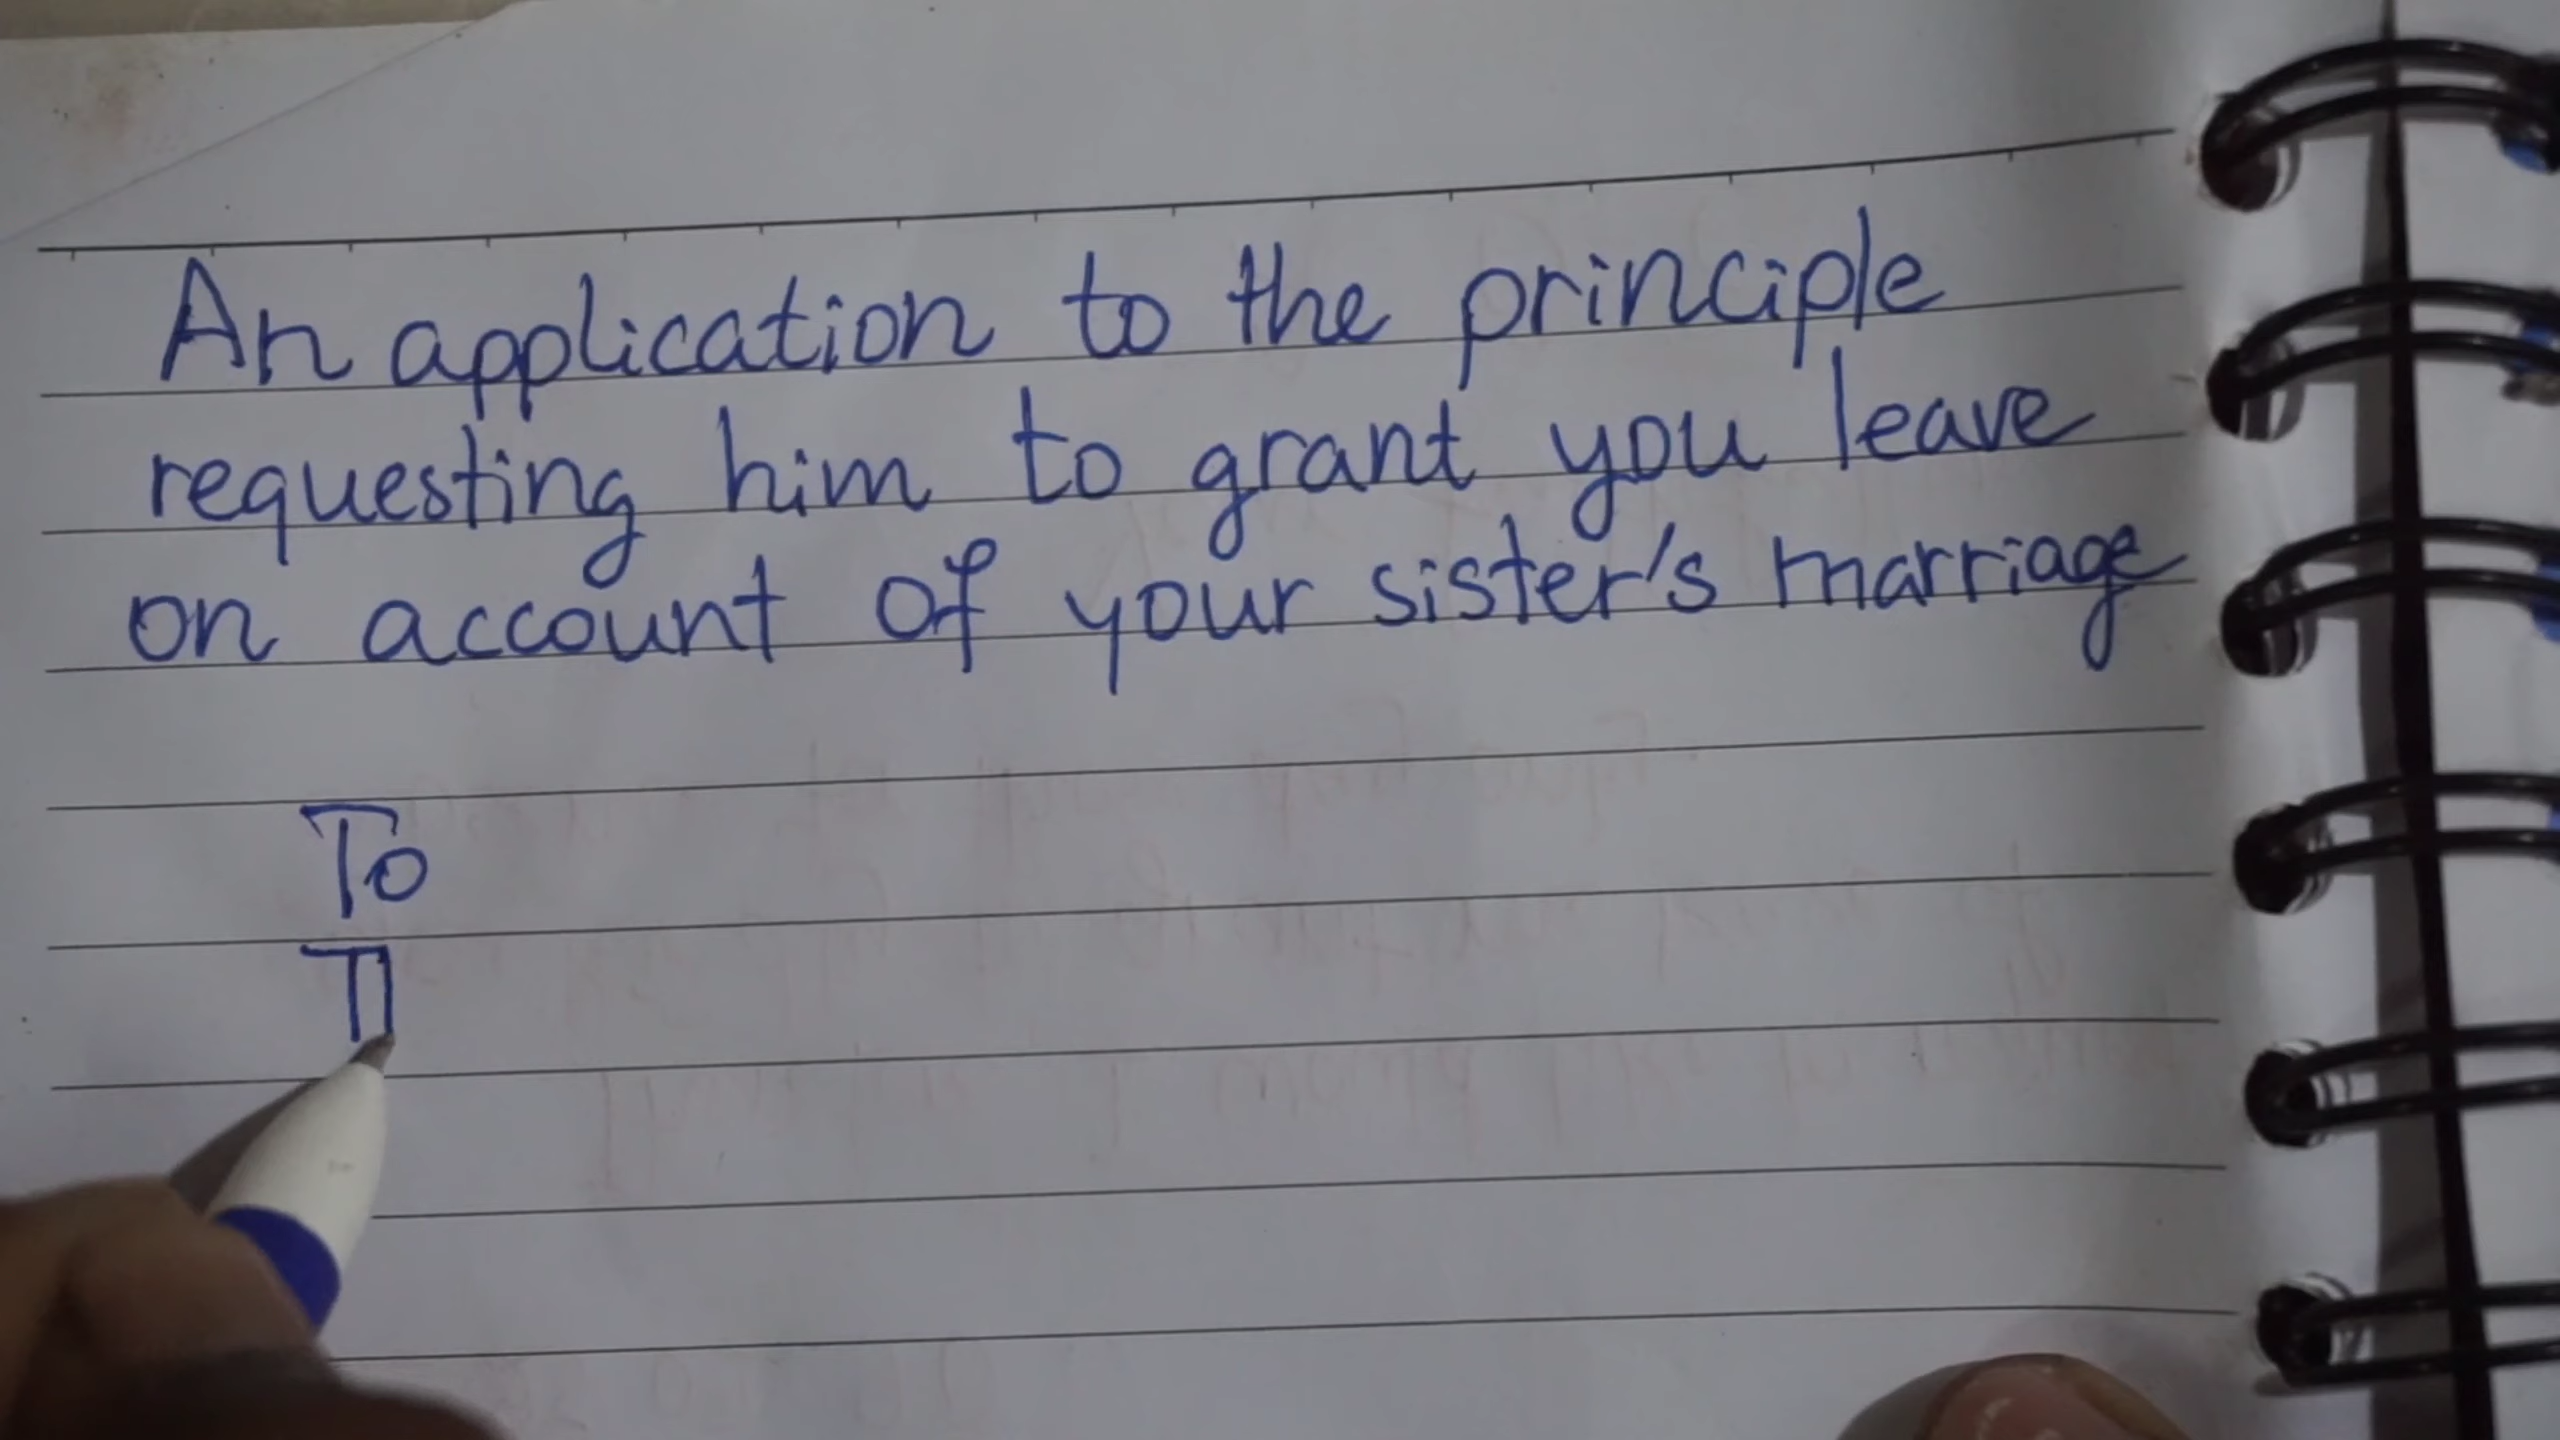 An application to the principle
requesting him to grant you leave
on account of your sister's marriage
To